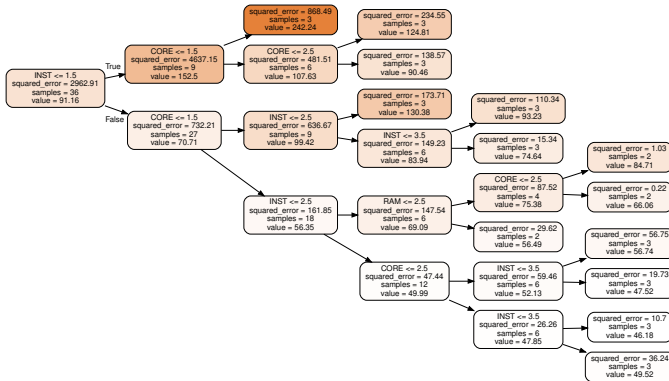 INST <= 1.5
squared_error = 2962.91
samples = 36
value = 91.16
True
False
CORE <= 1.5
squared_error = 4637.15
samples = 9
value = 152.5
squared_error = 868.49
samples = 3
value = 242.24
CORE <= 2.5
squared_error = 481.51
samples = 6
value = 107.63
squared_error = 234.55
samples = 3
value = 124.81
squared_error = 138.57
samples = 3
value = 90.46
CORE <= 1.5
squared_error = 732.21
samples = 27
value = 70.71
INST <= 2.5
squared_error = 636.67
samples = 9
value = 99.42
squared_error = 173.71
samples = 3
value = 130.38
INST <= 3.5
squared_error = 149.23
samples = 6
value = 83.94
squared_error = 110.34
samples = 3
value = 93.23
squared_error = 15.34
samples = 3
value = 74.64
INST <= 2.5
squared_error = 161.85
samples = 18
value = 56.35
RAM <= 2.5
squared_error = 147.54
samples = 6
value = 69.09
CORE <= 2.5
squared_error = 87.52
samples = 4
value = 75.38
squared_error = 1.03
samples = 2
value = 84.71
squared_error = 0.22
samples = 2
value = 66.06
squared_error = 29.62
samples = 2
value = 56.49
CORE <= 2.5
squared_error = 47.44
samples = 12
value = 49.99
INST <= 3.5
squared_error = 59.46
samples = 6
value = 52.13
squared_error = 56.75
samples = 3
value = 56.74
squared_error = 19.73
samples = 3
value = 47.52
INST <= 3.5
squared_error = 26.26
samples = 6
value = 47.85
squared_error = 10.7
samples = 3
value = 46.18
squared_error = 36.24
samples = 3
value = 49.52